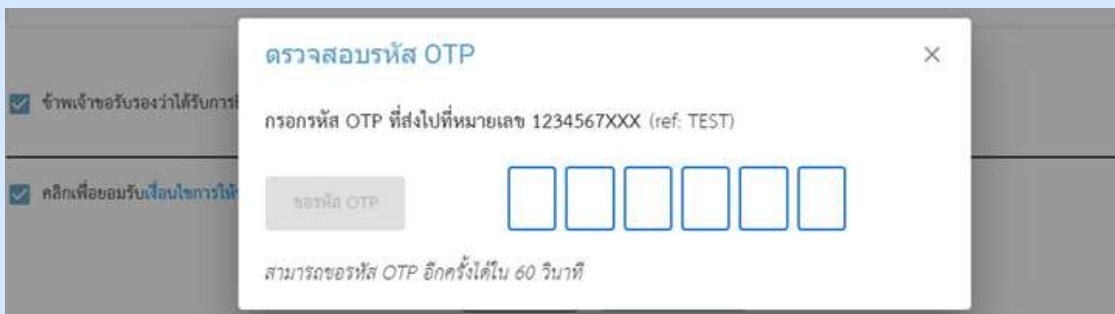 ตรวจสอบรหัส OTP ×
ข้าพเจ้าขอรับรองว่าได้รับการ
กรอกรหัส OTP ที่ส่งไปที่หมายเลข 1234567XXX (ref: TEST)
คลิกเพื่อยอมรับเงื่อนไขการให้
ขอรหัส OTP
สามารถขอรหัส OTP อีกครั้งได้ใน 60 วินาที